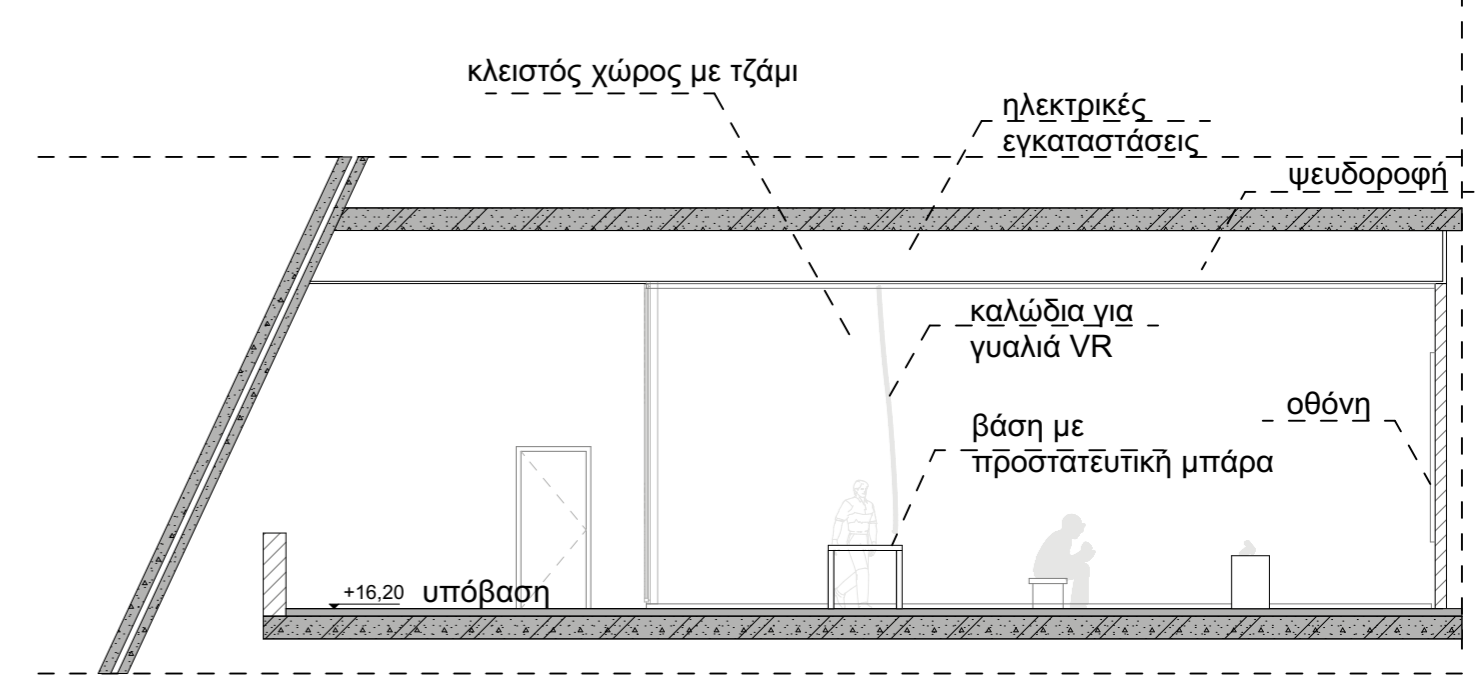 κλειστός χώρος με τζάμι
ηλεκτρικές
εγκαταστάσεις
ψευδοροφή
καλώδια για
γυαλιά VR
οθόνη
βάση με
προστατευτική μπάρα
+16,20 υπόβαση